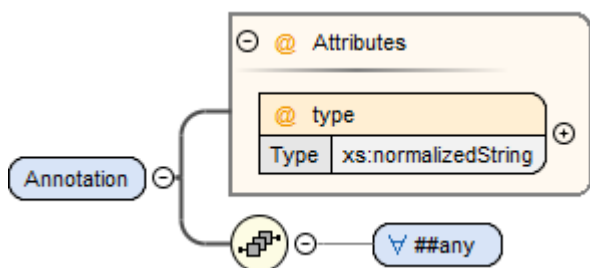 @ Attributes
@ type
Type xs:normalizedString
Annotation
∀ ##any